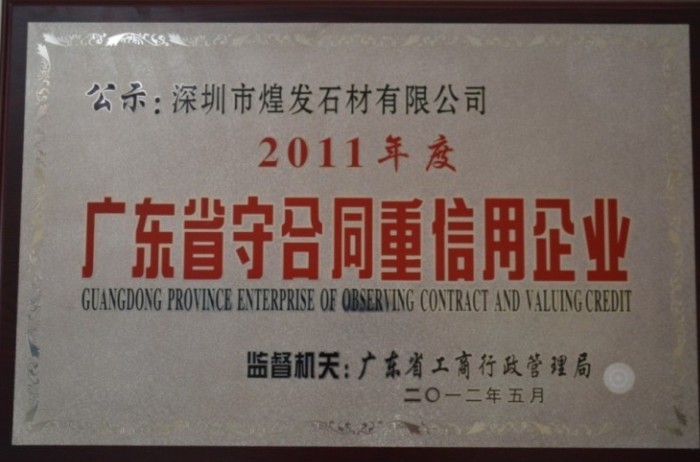 公示：深圳市煌发石材有限公司
2011年度
广东省守合同重信用企业
GUANGDONG PROVINCE ENTERPRISE OF OBSERVING CONTRACT AND VALUING CREDIT
监督机关：广东省工商行政管理局
二〇一二年五月